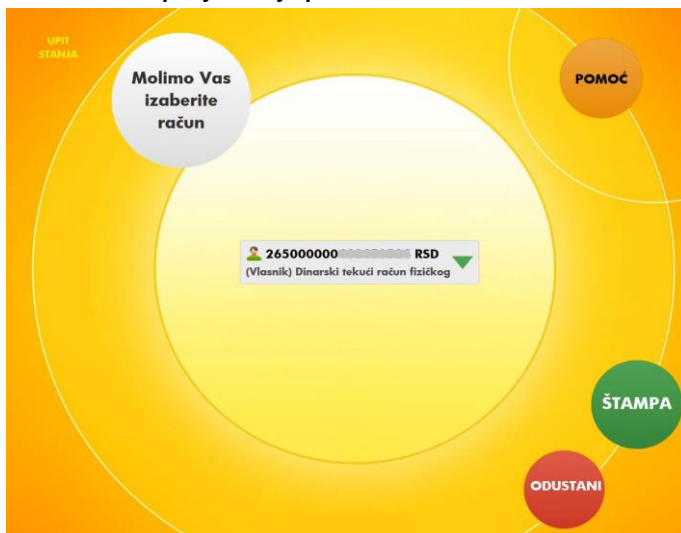 UPIT
STANJA
Molimo Vas
izaberite
račun
POMOĆ
265000000 RSD
(Vlasnik) Dinarski tekući račun fizičkog
ŠTAMPA
ODUSTANI